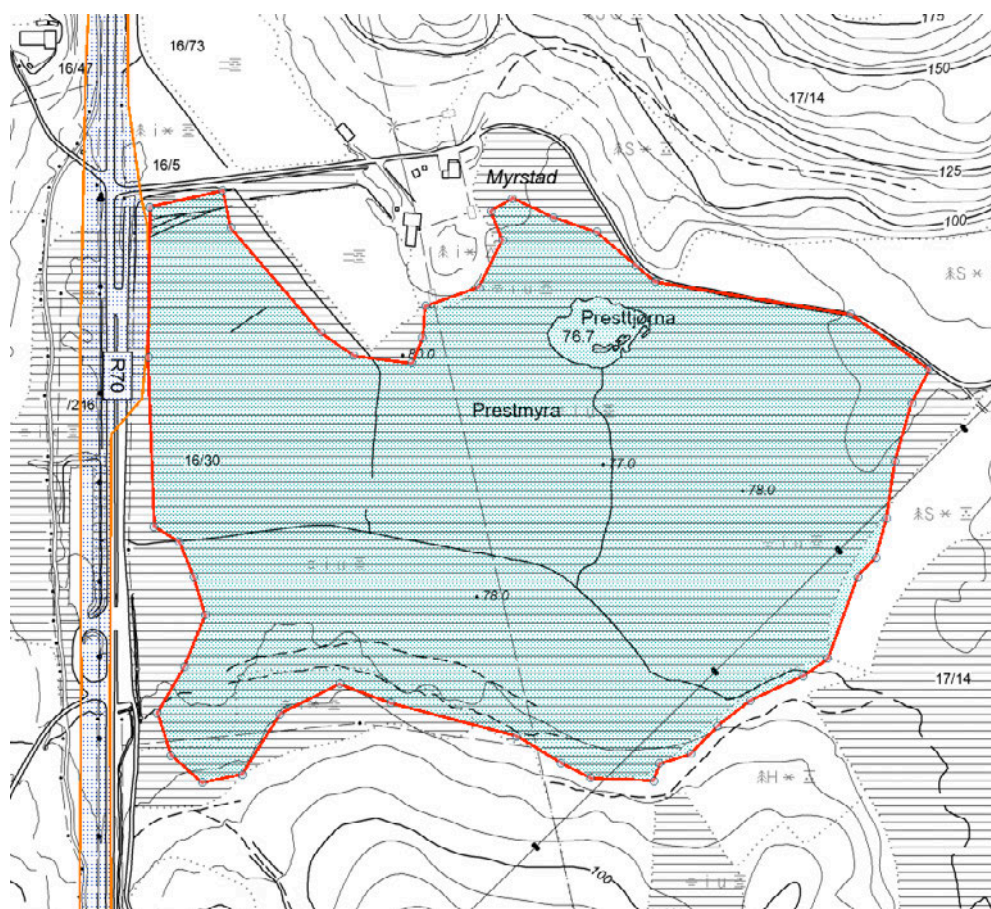 175
16/73
150
16/47
17/14
125
16/5
S
i
Myrstad
100
S
i
i u
S
Presttjørna
76.7
80.0
R70
Prestmyra
i u
/216
i u
16/30
77.0
78.0
S
i u
i u
78.0
17/14
H
100
i u